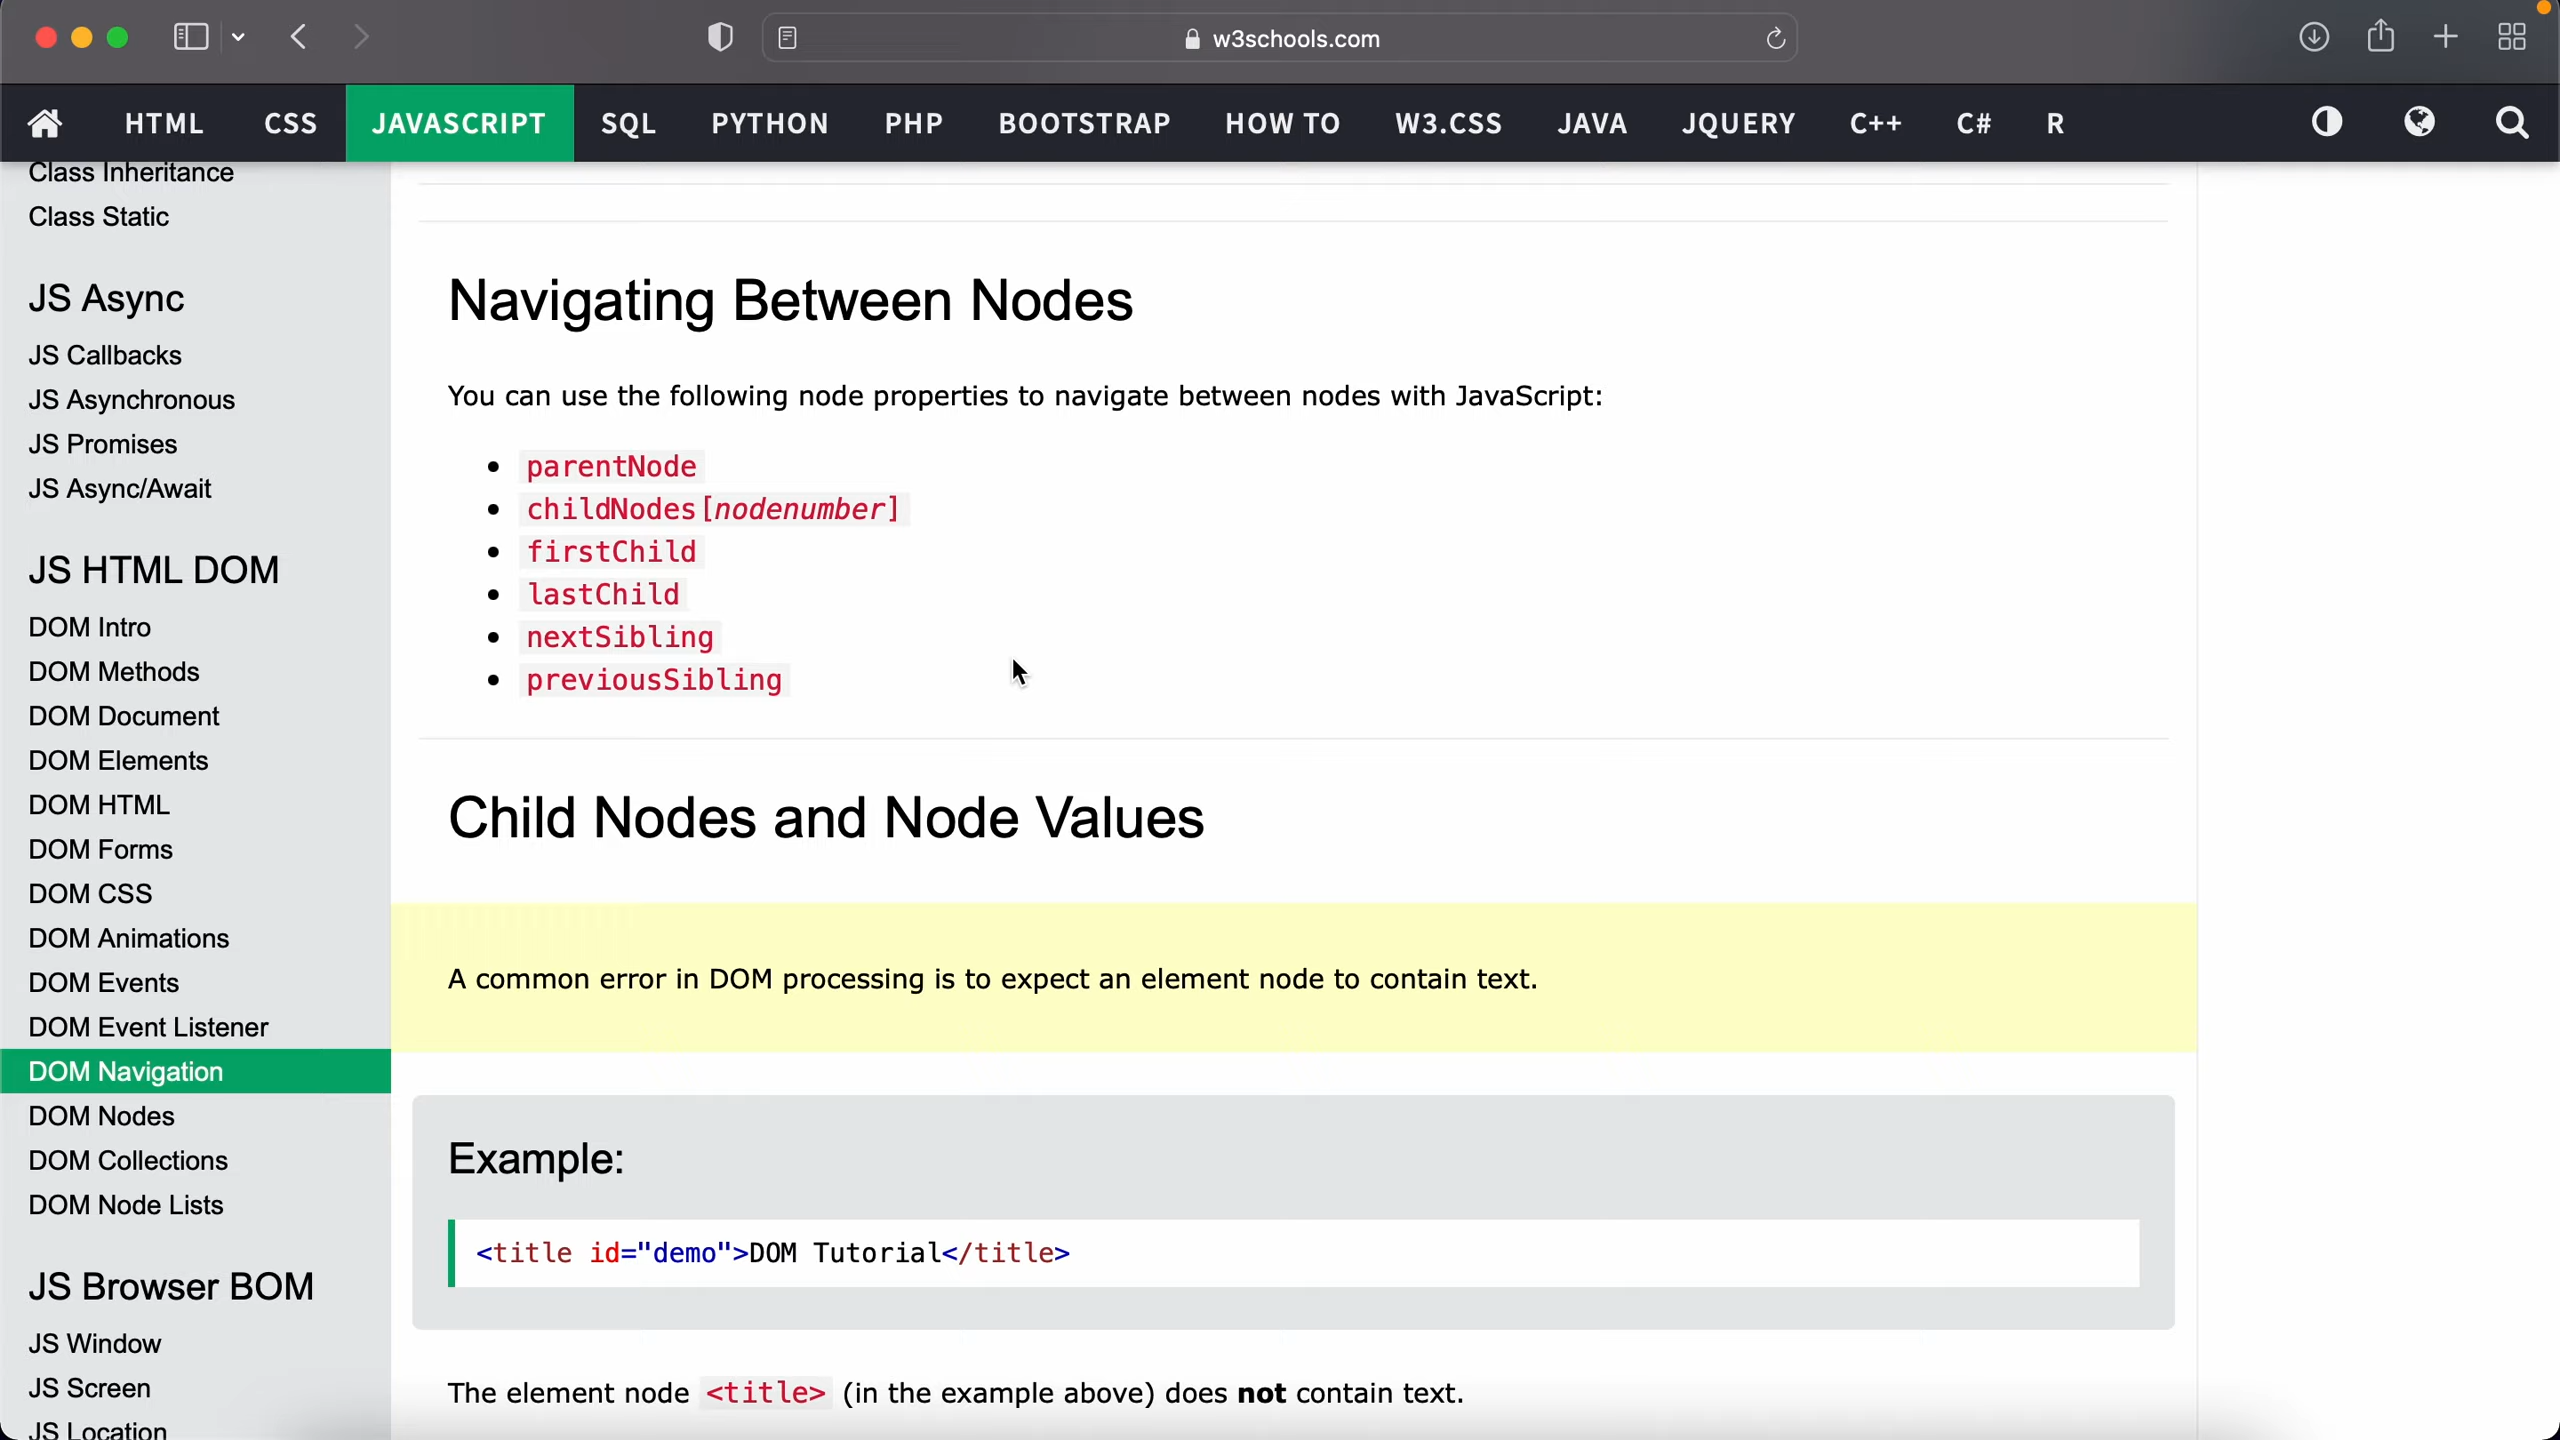 w3schools.com
HTML CSS JAVASCRIPT SQL PYTHON PHP BOOTSTRAP HOW TO W3.CSS JAVA JQUERY C++ C# R
Class Inheritance
Class Static
JS Async
JS Callbacks
JS Asynchronous
JS Promises
JS Async/Await
JS HTML DOM
DOM Intro
DOM Methods
DOM Document
DOM Elements
DOM HTML
DOM Forms
DOM CSS
DOM Animations
DOM Events
DOM Event Listener
DOM Navigation
DOM Nodes
DOM Collections
DOM Node Lists
JS Browser BOM
JS Window
JS Screen
JS Location
Navigating Between Nodes
You can use the following node properties to navigate between nodes with JavaScript:
• parentNode
• childNodes[nodenumber]
• firstChild
• lastChild
• nextSibling
• previousSibling
Child Nodes and Node Values
A common error in DOM processing is to expect an element node to contain text.
Example:
<title id="demo">DOM Tutorial</title>
The element node <title> (in the example above) does not contain text.